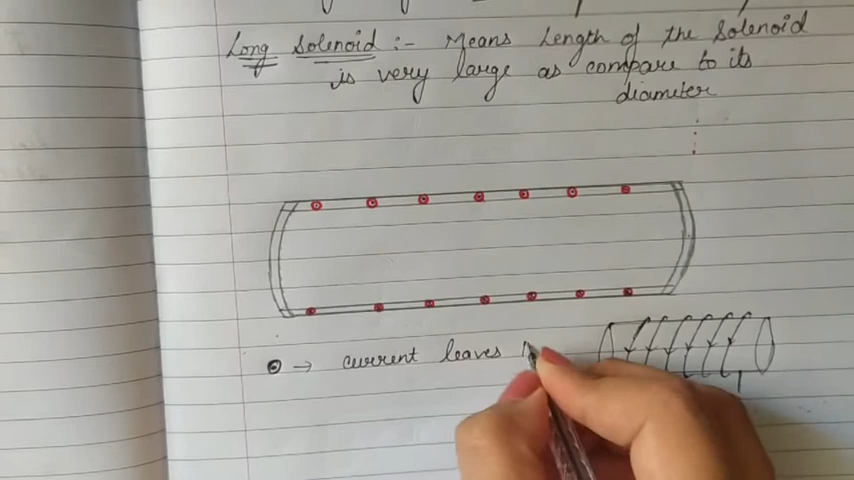 Long Solenoid :- Means Length of the Solenoid
is very large as compare to its
diameter
→ current leaves